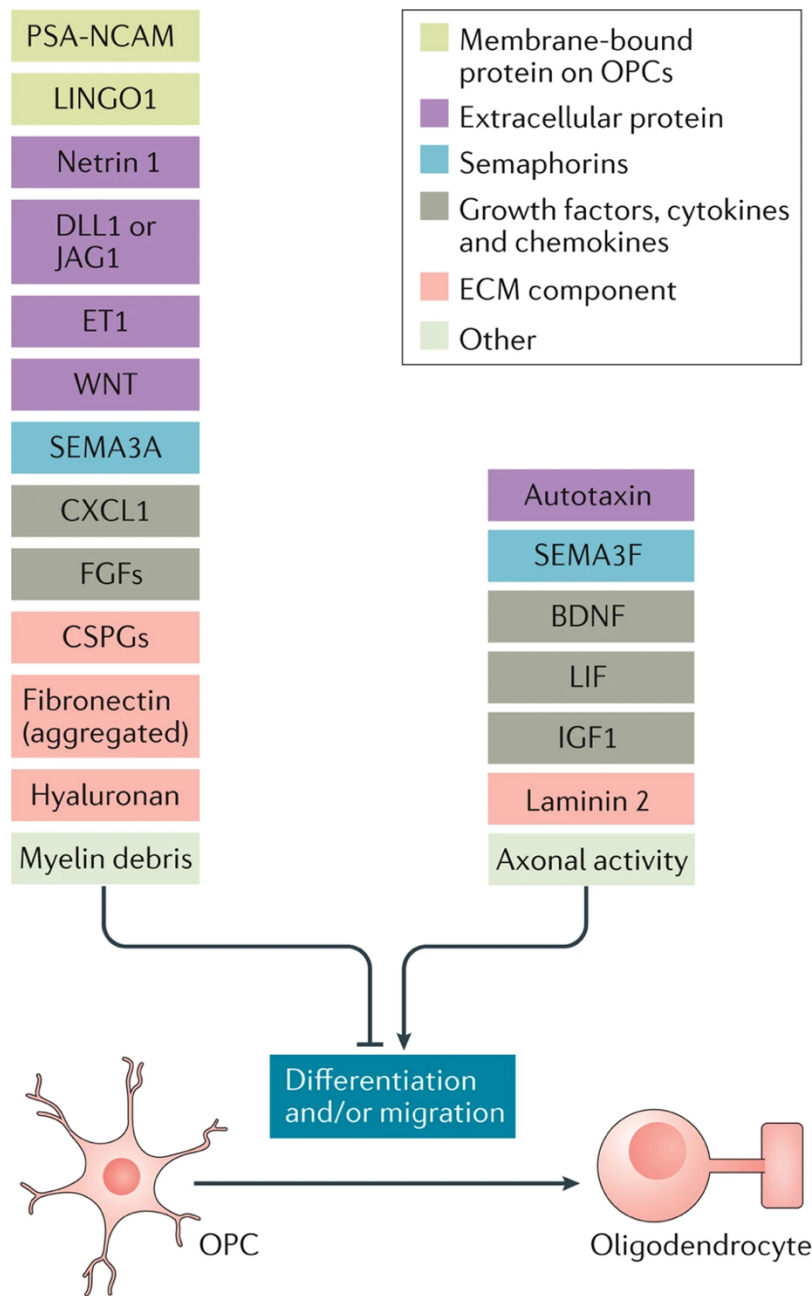 PSA-NCAM
LINGO1
Netrin 1
DLL1 or
JAG1
ET1
WNT
SEMA3A
CXCL1
FGFs
CSPGs
Fibronectin
(aggregated)
Hyaluronan
Myelin debris
Membrane-bound
protein on OPCs
Extracellular protein
Semaphorins
Growth factors, cytokines
and chemokines
ECM component
Other
Autotaxin
SEMA3F
BDNF
LIF
IGF1
Laminin 2
Axonal activity
Differentiation
and/or migration
OPC
Oligodendrocyte